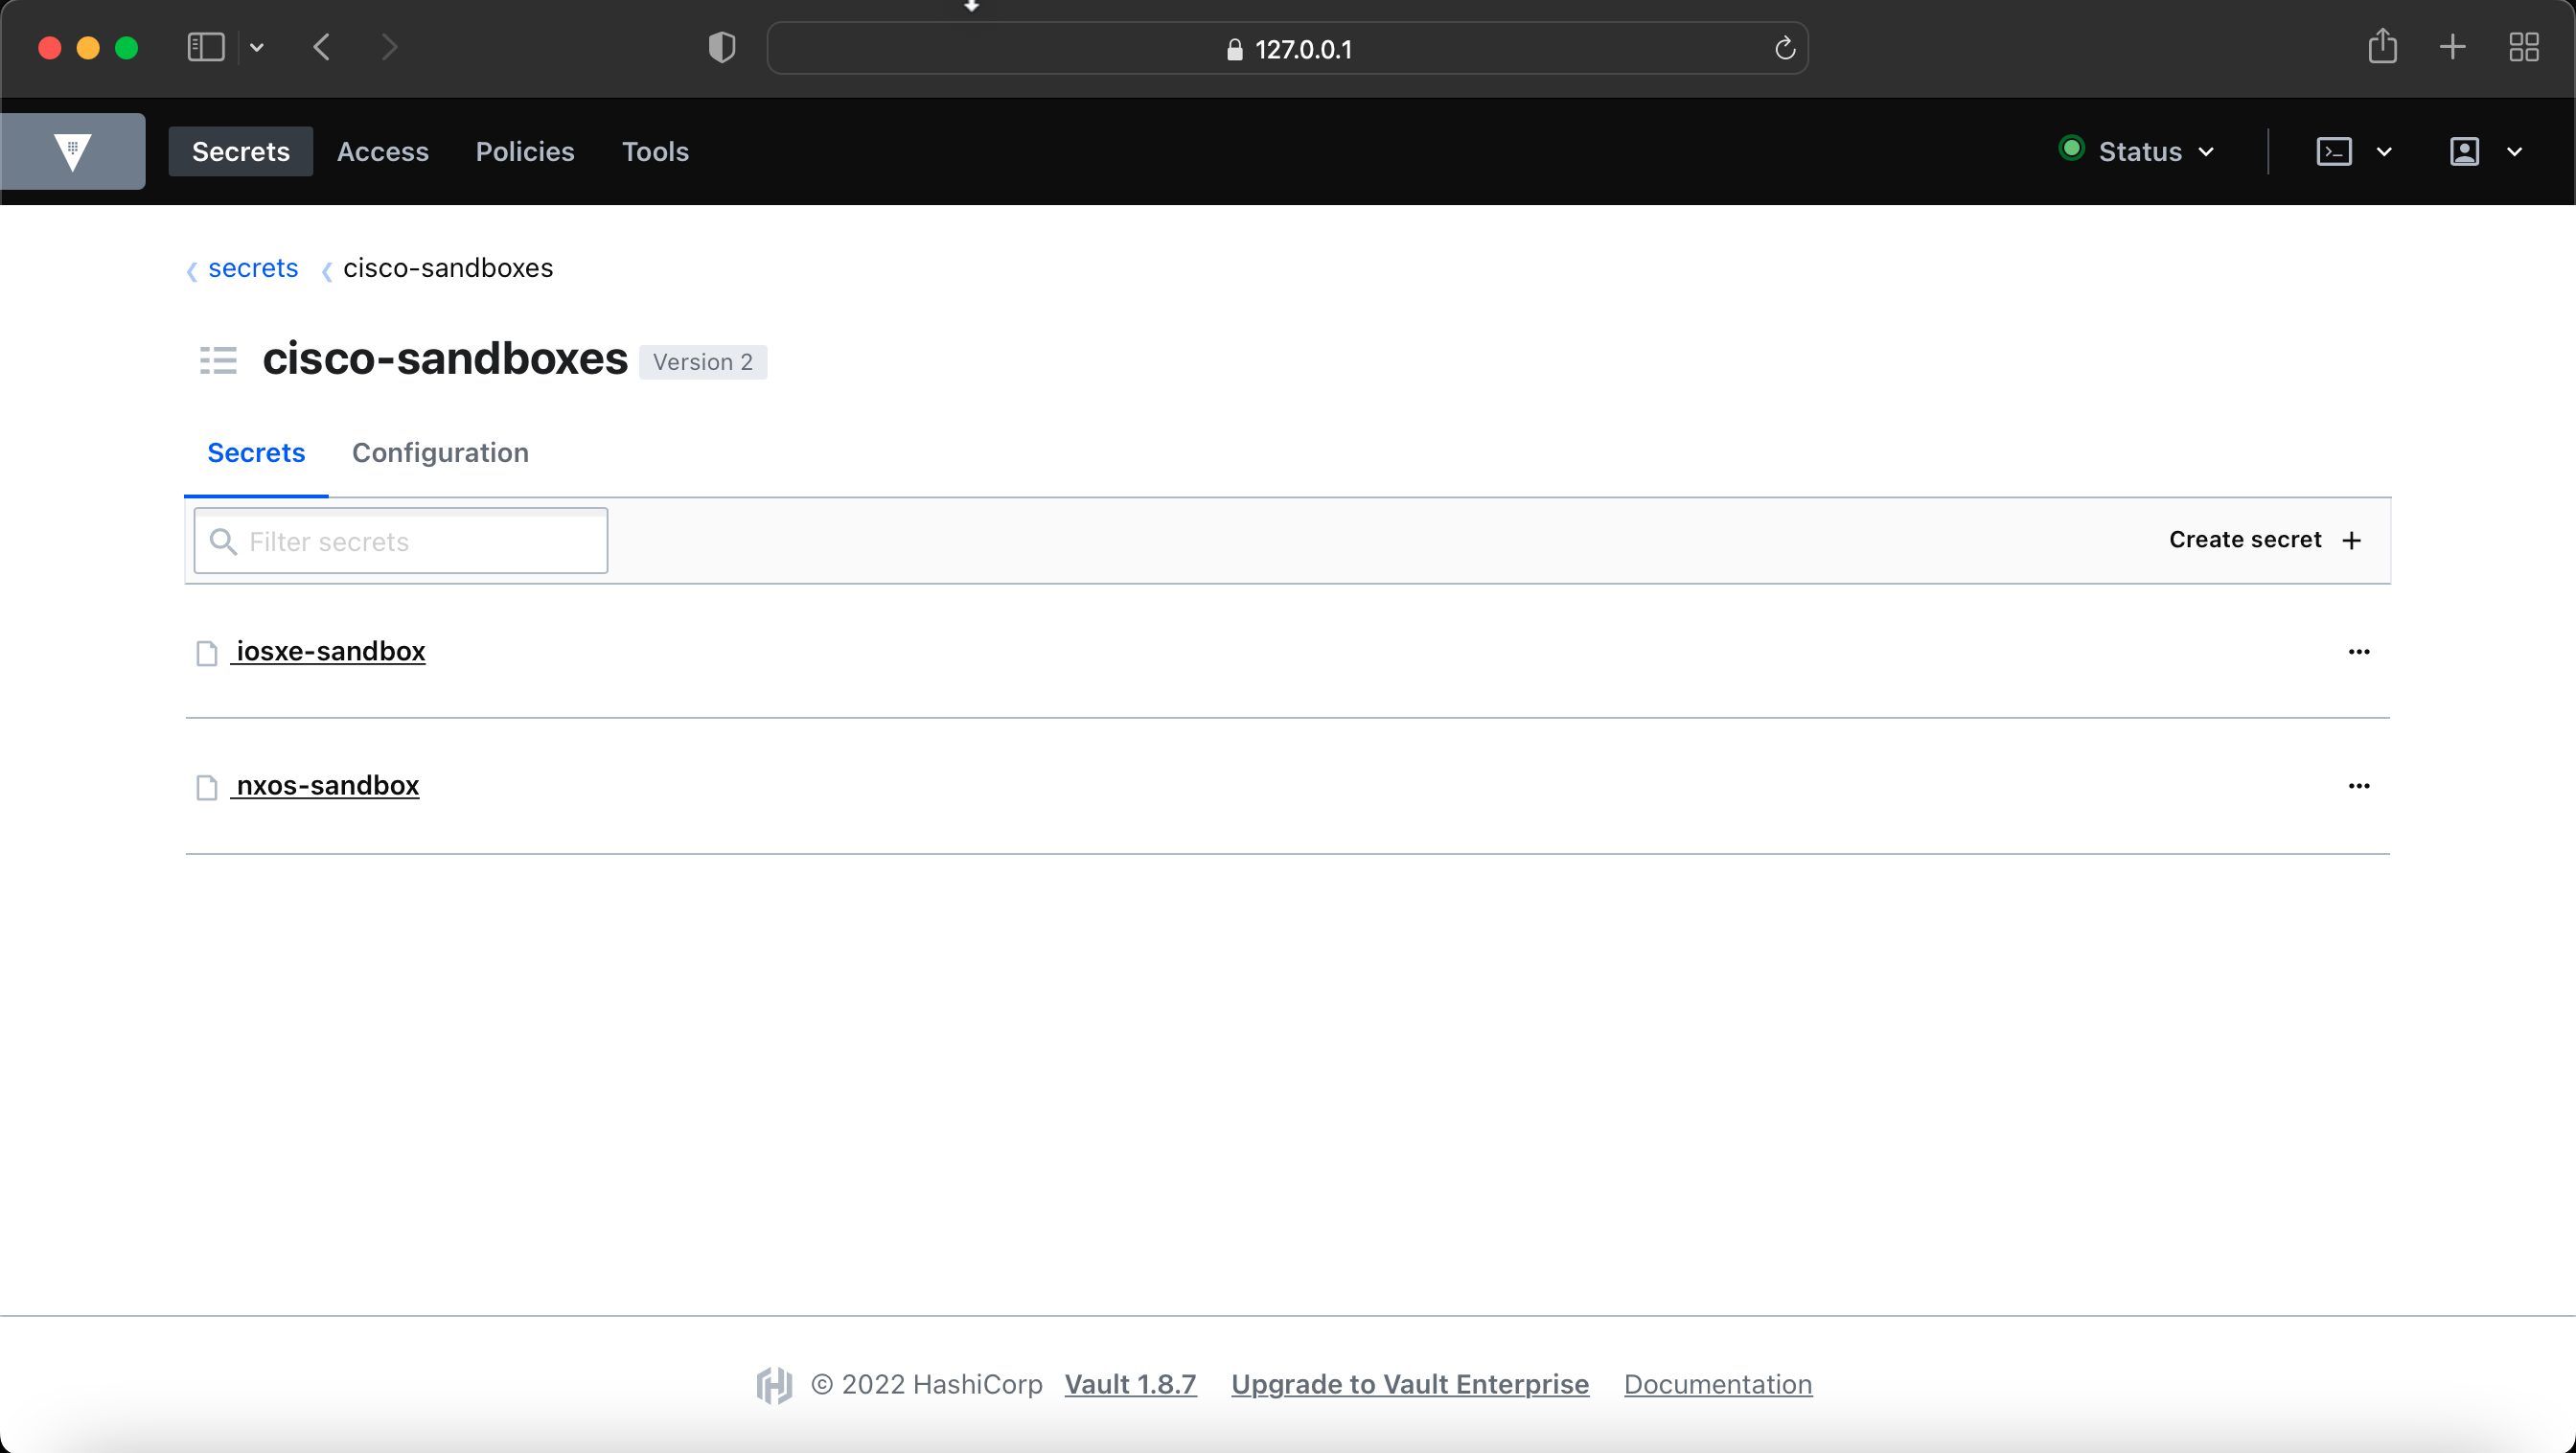 127.0.0.1
Secrets Access Policies Tools Status
secrets cisco-sandboxes
cisco-sandboxes Version 2
Secrets Configuration
Filter secrets Create secret +
iosxe-sandbox
nxos-sandbox
© 2022 HashiCorp Vault 1.8.7 Upgrade to Vault Enterprise Documentation